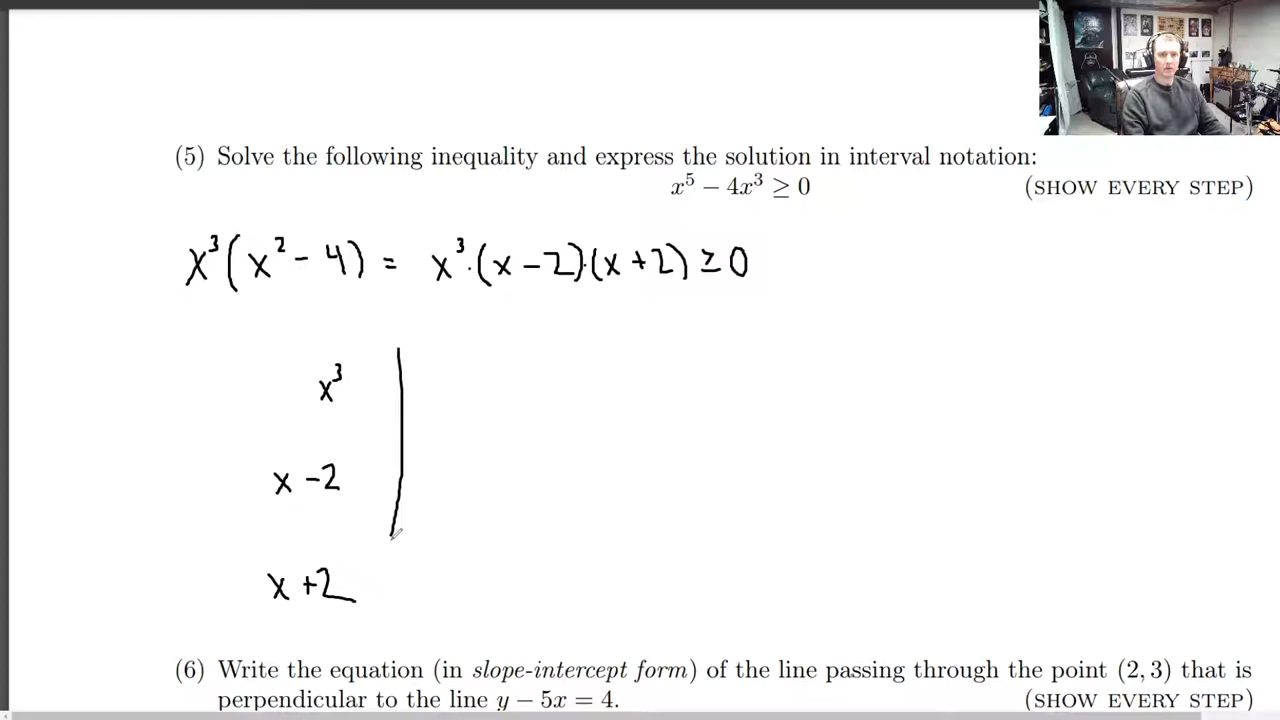 (5) Solve the following inequality and express the solution in interval notation:
x⁵ − 4x³ ≥ 0 (SHOW EVERY STEP)
x³(x² − 4) = x³·(x − 2)·(x + 2) ≥ 0
x³
x − 2
x + 2
(6) Write the equation (in slope-intercept form) of the line passing through the point (2, 3) that is
perpendicular to the line y − 5x = 4. (SHOW EVERY STEP)